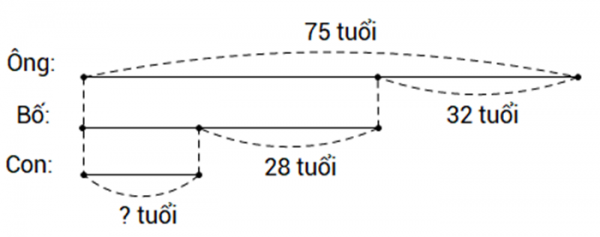 75 tuổi
Ông:
32 tuổi
Bố:
28 tuổi
Con:
? tuổi